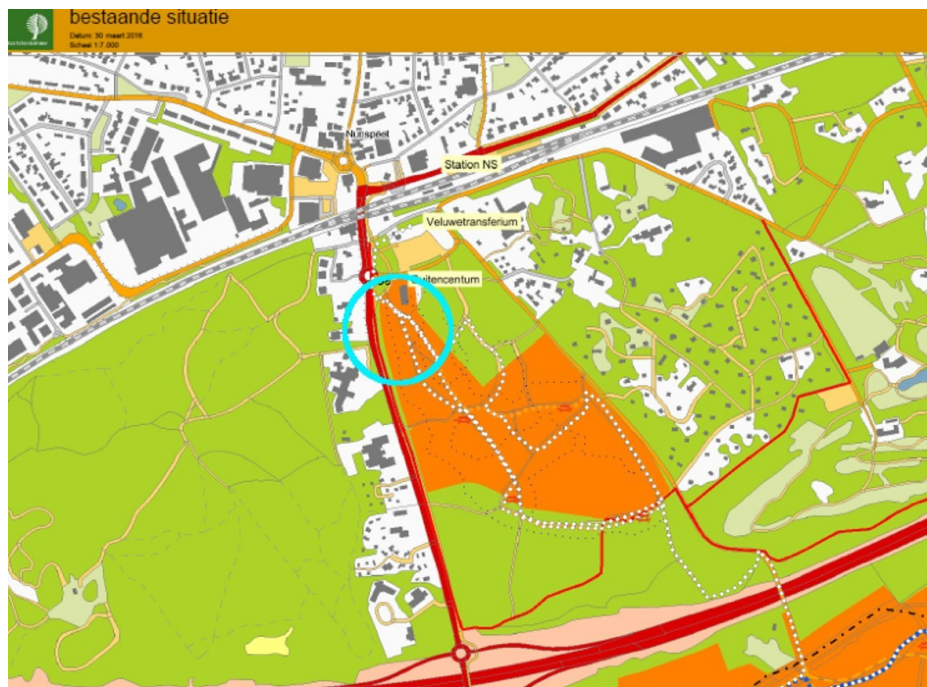 bestaande situatie
Datum: 30 maart 2016
Schaal 1:7.000
Nunspeet
Station NS
Veluwetransferium
Buitencentum